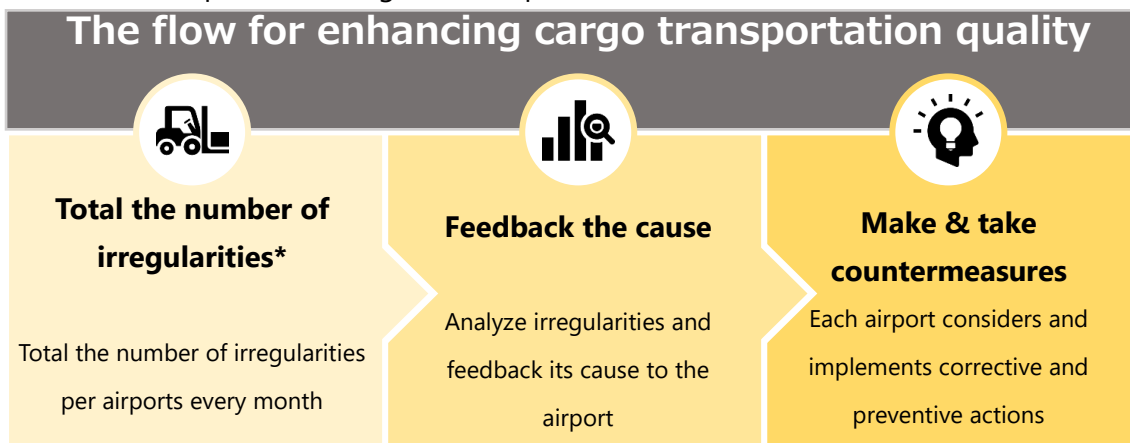 The flow for enhancing cargo transportation quality
Total the number of
irregularities*
Total the number of irregularities
per airports every month
Feedback the cause
Analyze irregularities and
feedback its cause to the
airport
Make & take
countermeasures
Each airport considers and
implements corrective and
preventive actions